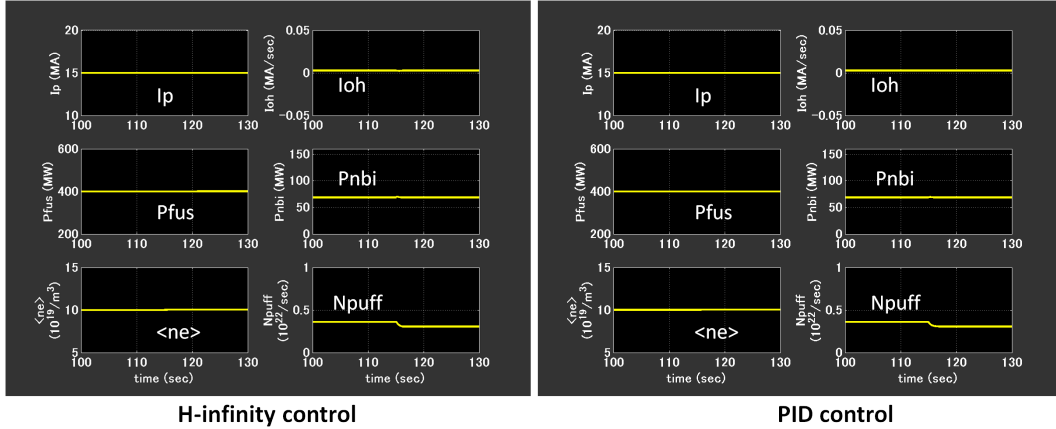 20
15
10
Ip (MA)
Ip
100
110
120
130
0.05
0
-0.05
Ioh (MA/sec)
Ioh
100
110
120
130
600
400
200
Pfus (MW)
Pfus
100
110
120
130
150
100
50
0
Pnbi (MW)
Pnbi
100
110
120
130
15
10
5
<ne>
(10^19/m^3)
<ne>
100
110
120
130
time (sec)
1
0.5
0
Npuff
(10^22/sec)
Npuff
100
110
120
130
time (sec)
H-infinity control
20
15
10
Ip (MA)
Ip
100
110
120
130
0.05
0
-0.05
Ioh (MA/sec)
Ioh
100
110
120
130
600
400
200
Pfus (MW)
Pfus
100
110
120
130
150
100
50
0
Pnbi (MW)
Pnbi
100
110
120
130
15
10
5
<ne>
(10^19/m^3)
<ne>
100
110
120
130
time (sec)
1
0.5
0
Npuff
(10^22/sec)
Npuff
100
110
120
130
time (sec)
PID control